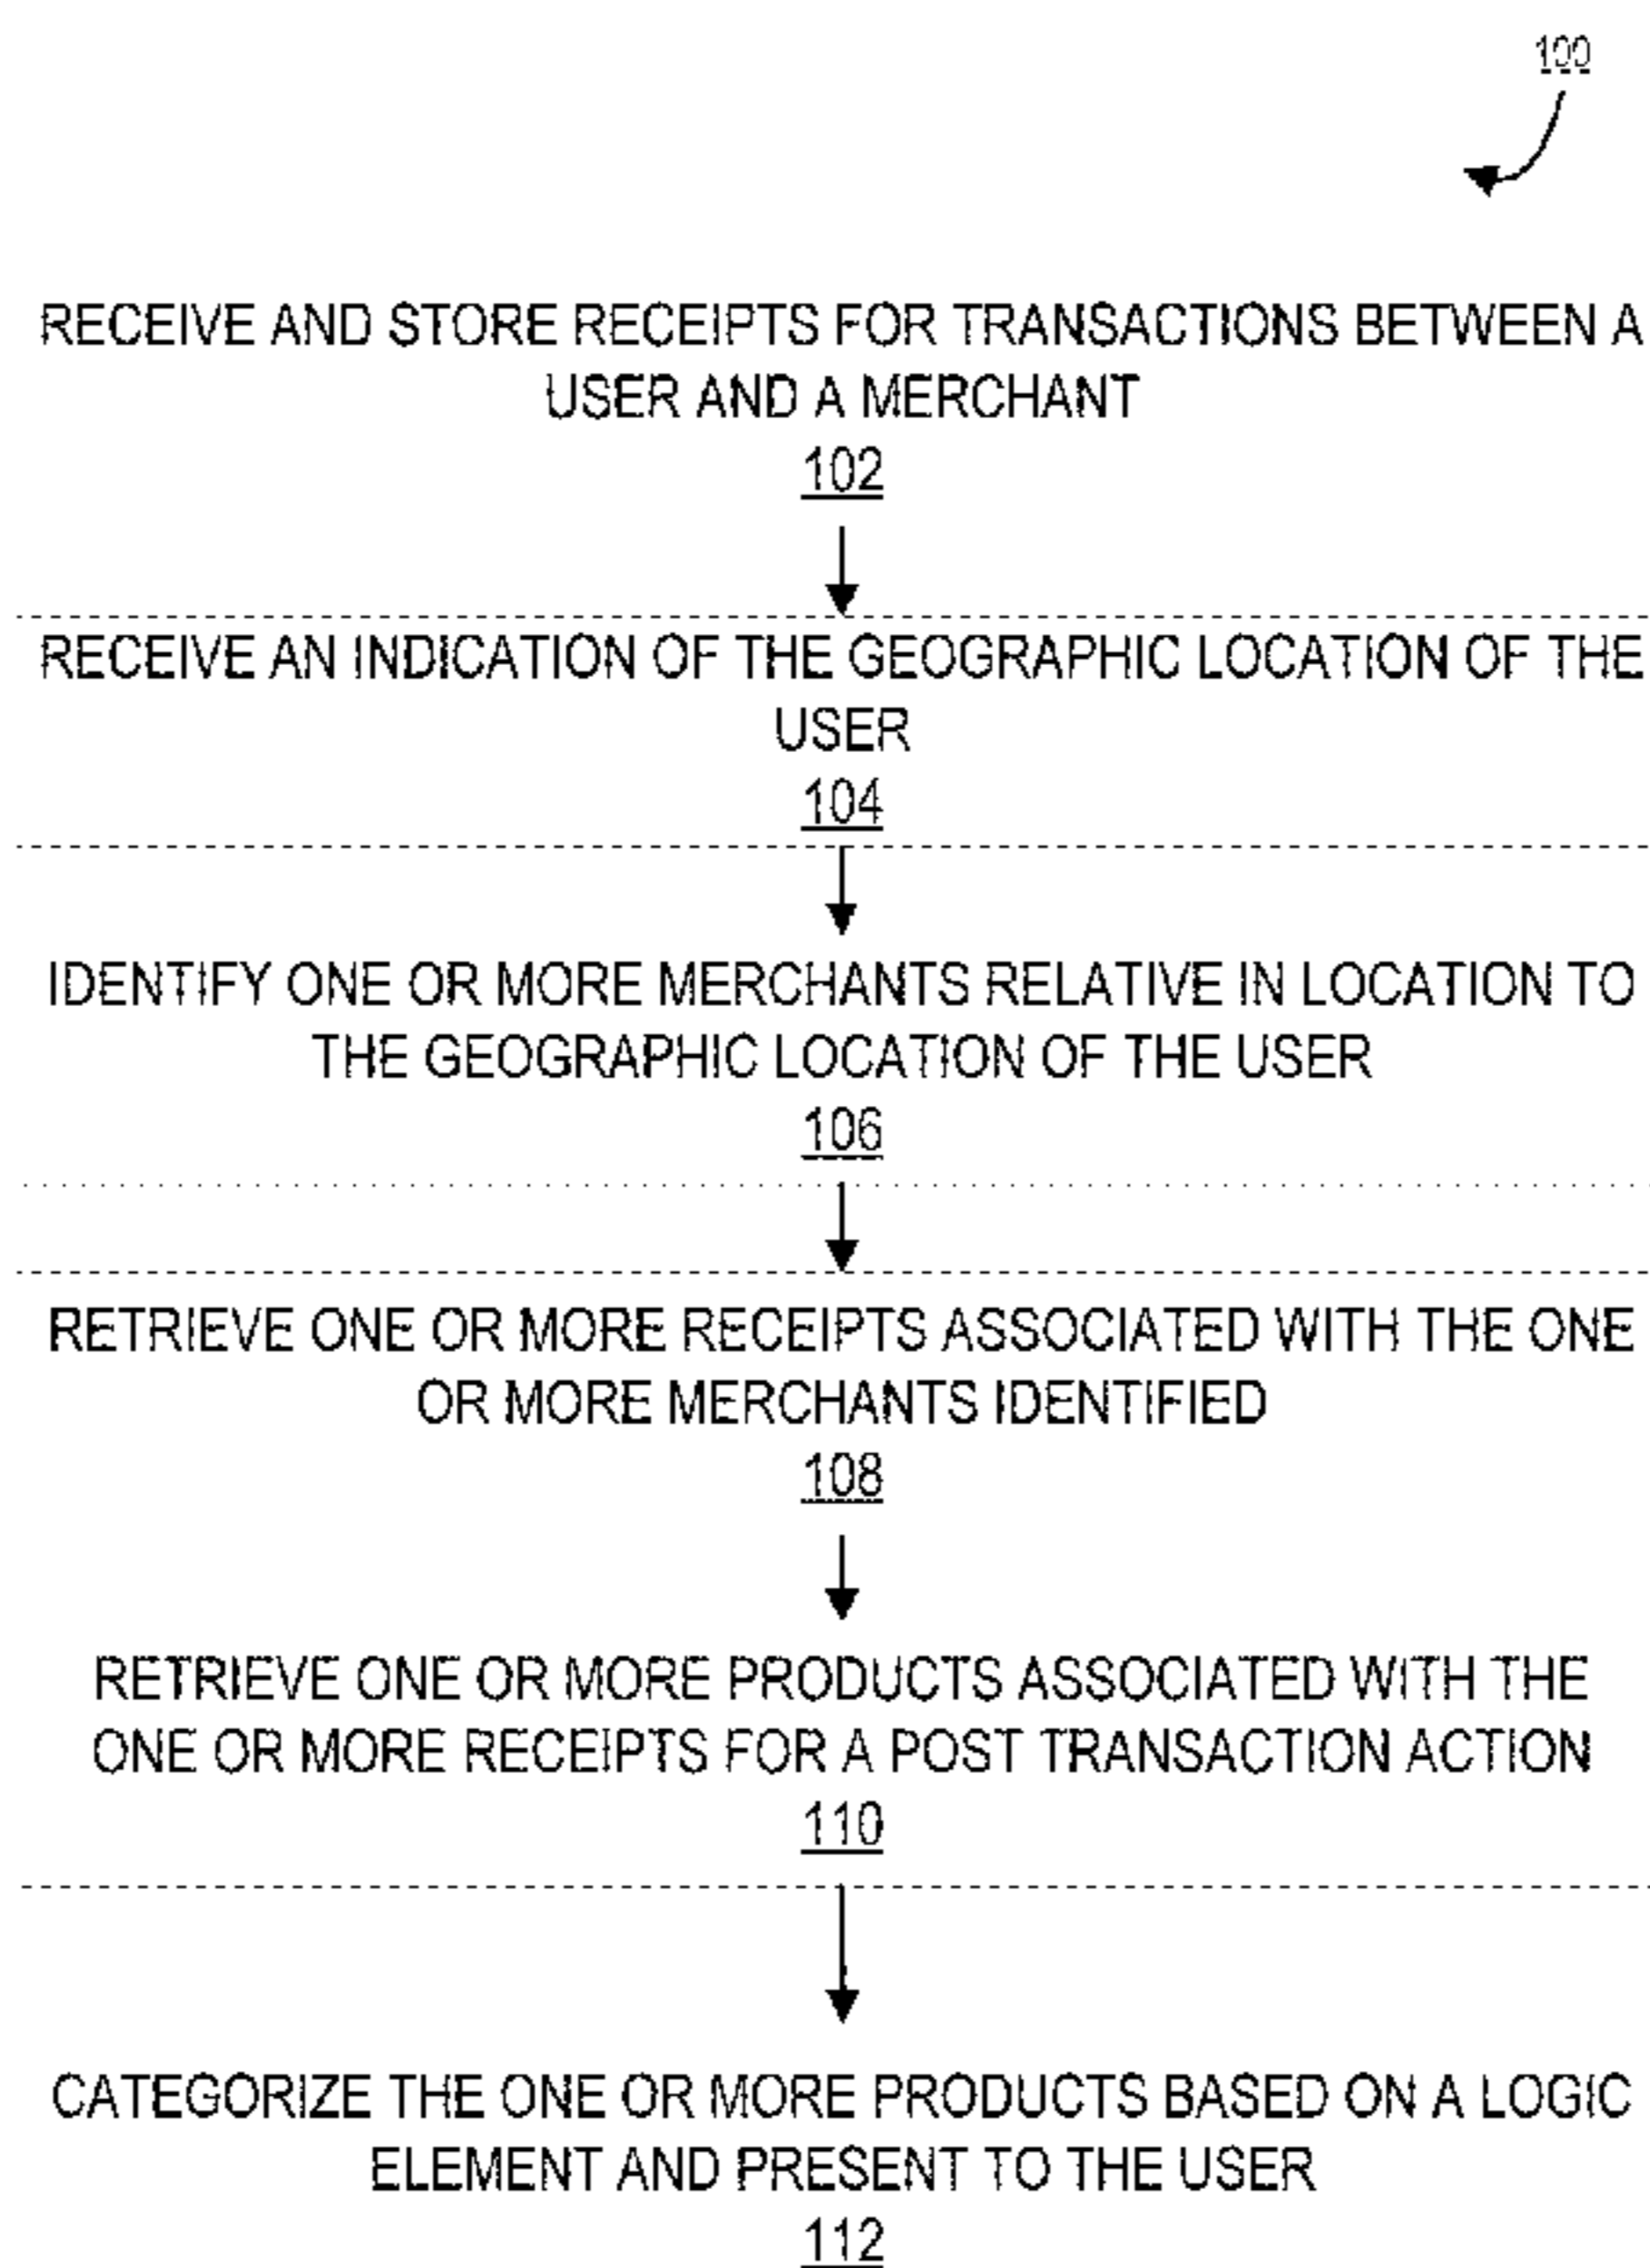 100
RECEIVE AND STORE RECEIPTS FOR TRANSACTIONS BETWEEN A
USER AND A MERCHANT
102
RECEIVE AN INDICATION OF THE GEOGRAPHIC LOCATION OF THE
USER
104
IDENTIFY ONE OR MORE MERCHANTS RELATIVE IN LOCATION TO
THE GEOGRAPHIC LOCATION OF THE USER
106
RETRIEVE ONE OR MORE RECEIPTS ASSOCIATED WITH THE ONE
OR MORE MERCHANTS IDENTIFIED
108
RETRIEVE ONE OR MORE PRODUCTS ASSOCIATED WITH THE
ONE OR MORE RECEIPTS FOR A POST TRANSACTION ACTION
110
CATEGORIZE THE ONE OR MORE PRODUCTS BASED ON A LOGIC
ELEMENT AND PRESENT TO THE USER
112